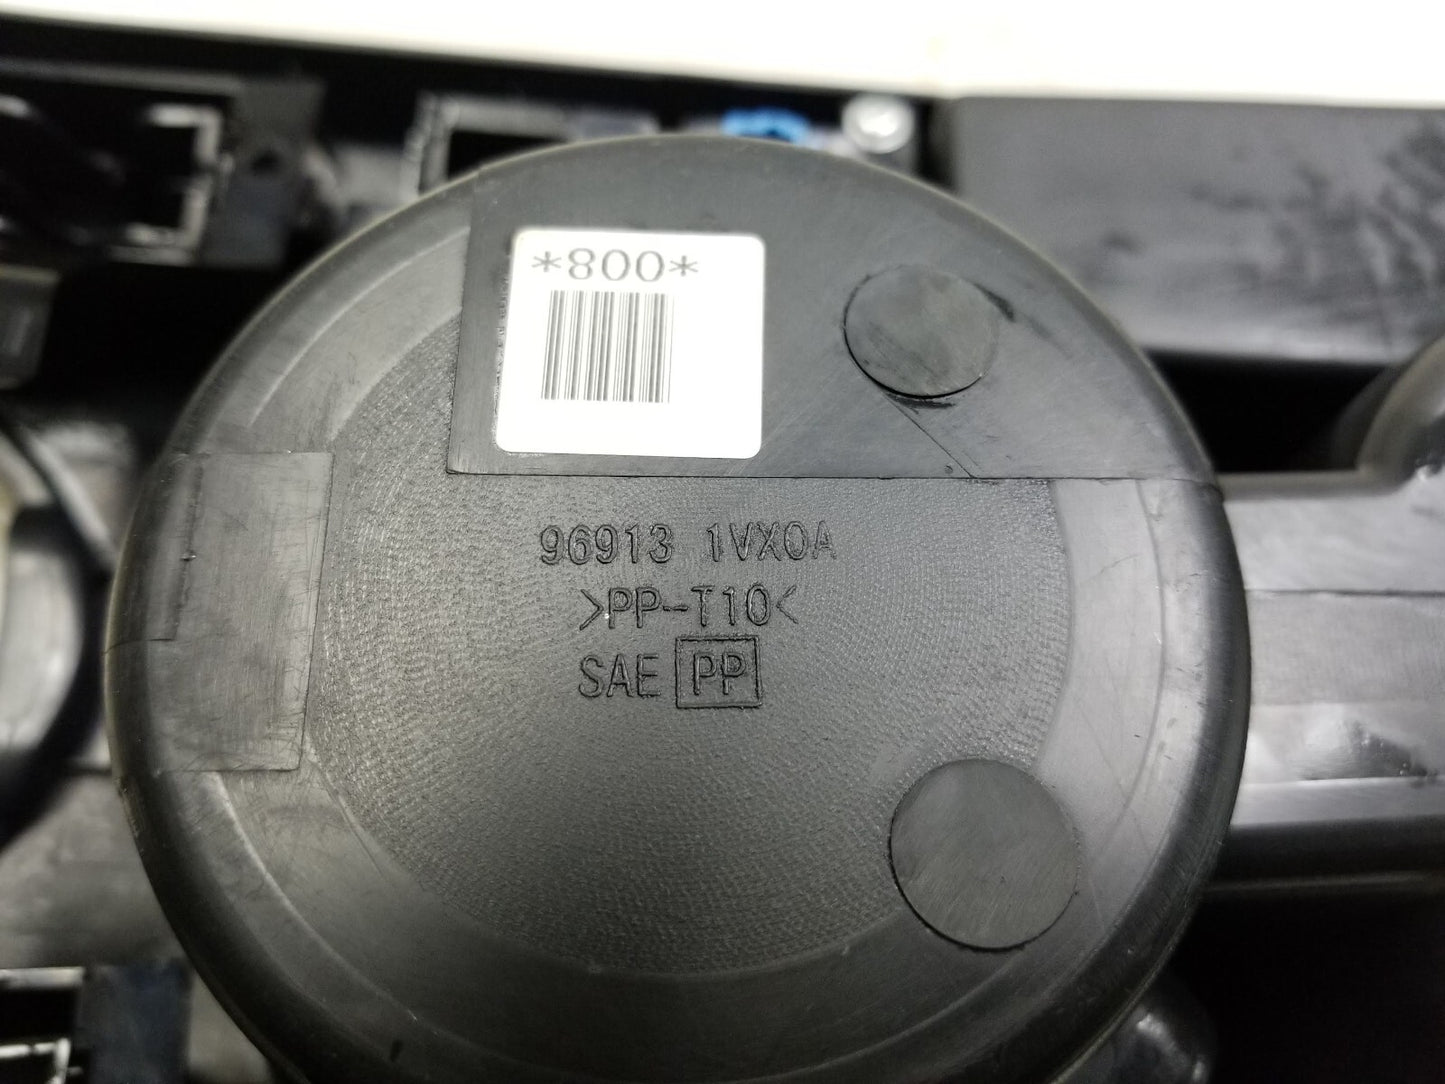 *800*
96913 1VX0A
>PP-T10<
SAE PP